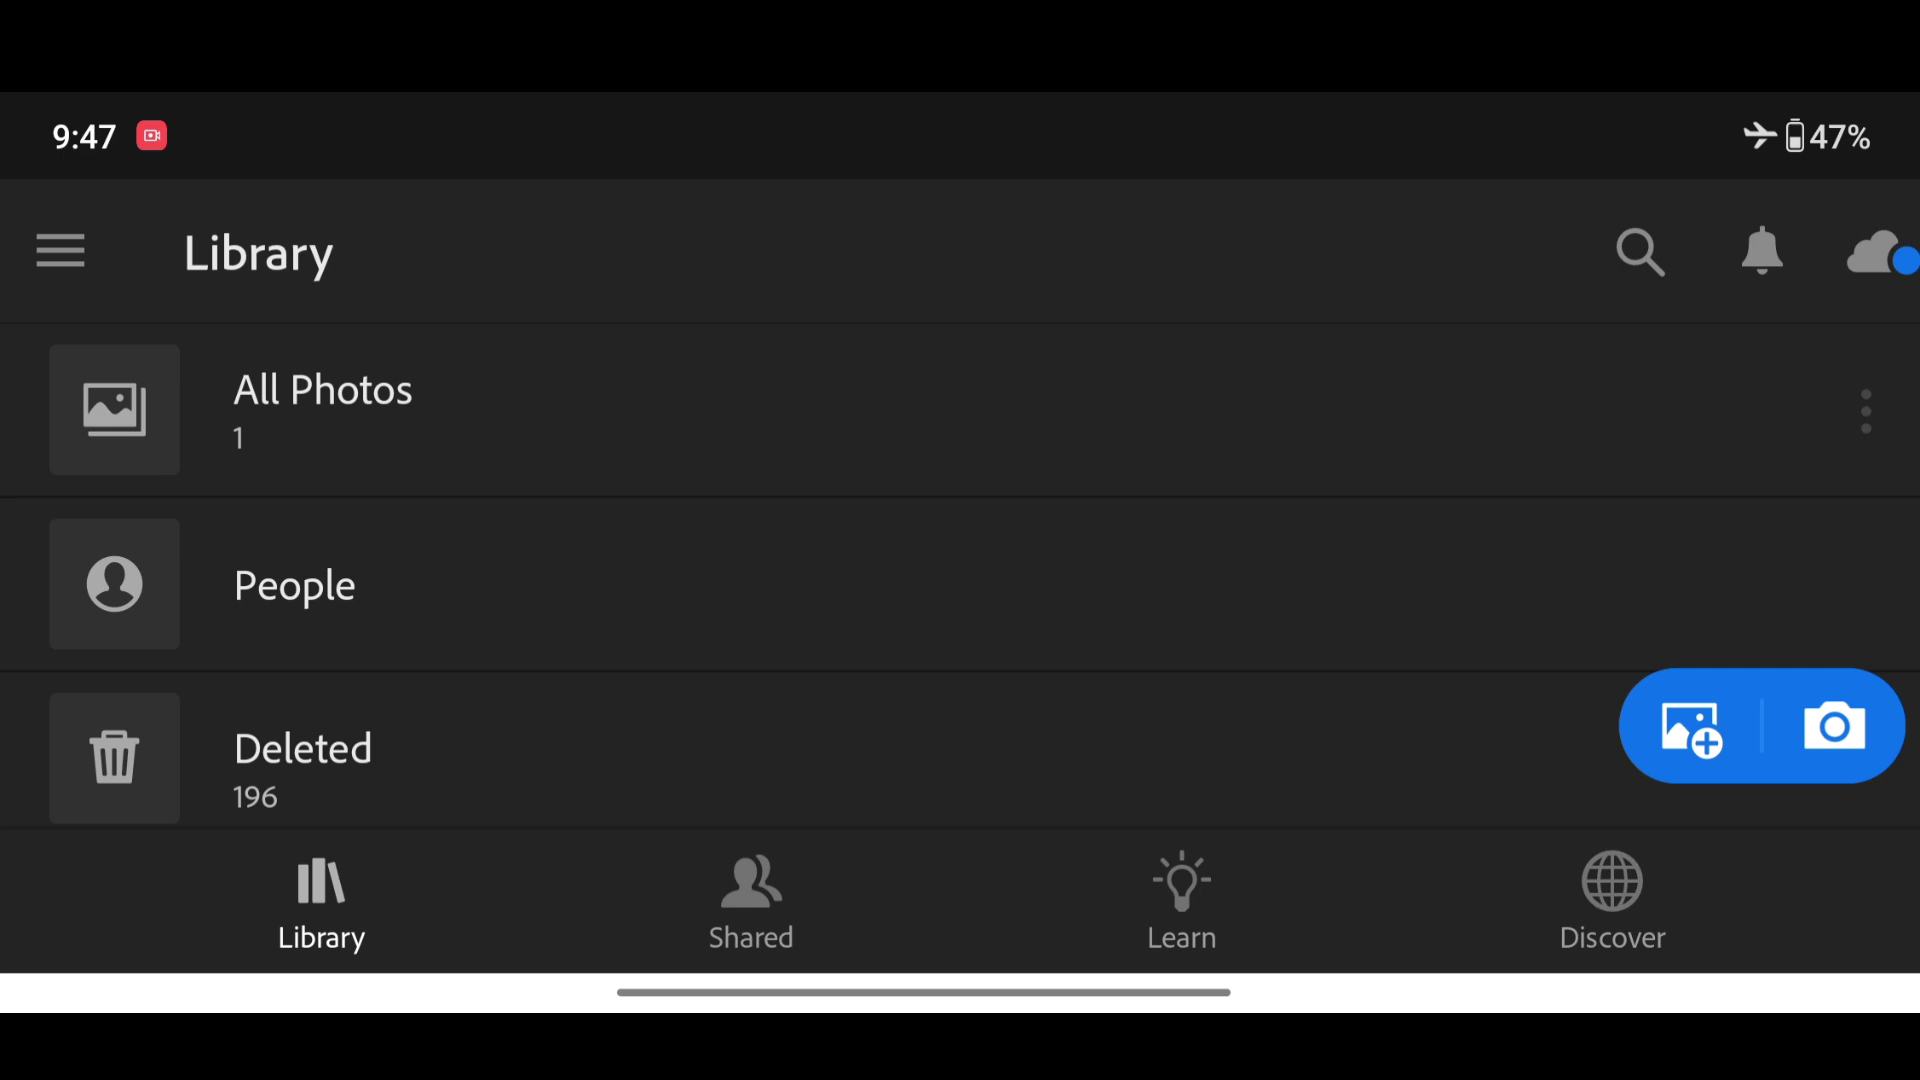 9:47 47%
Library
All Photos
1
People
Deleted
196
Library Shared Learn Discover